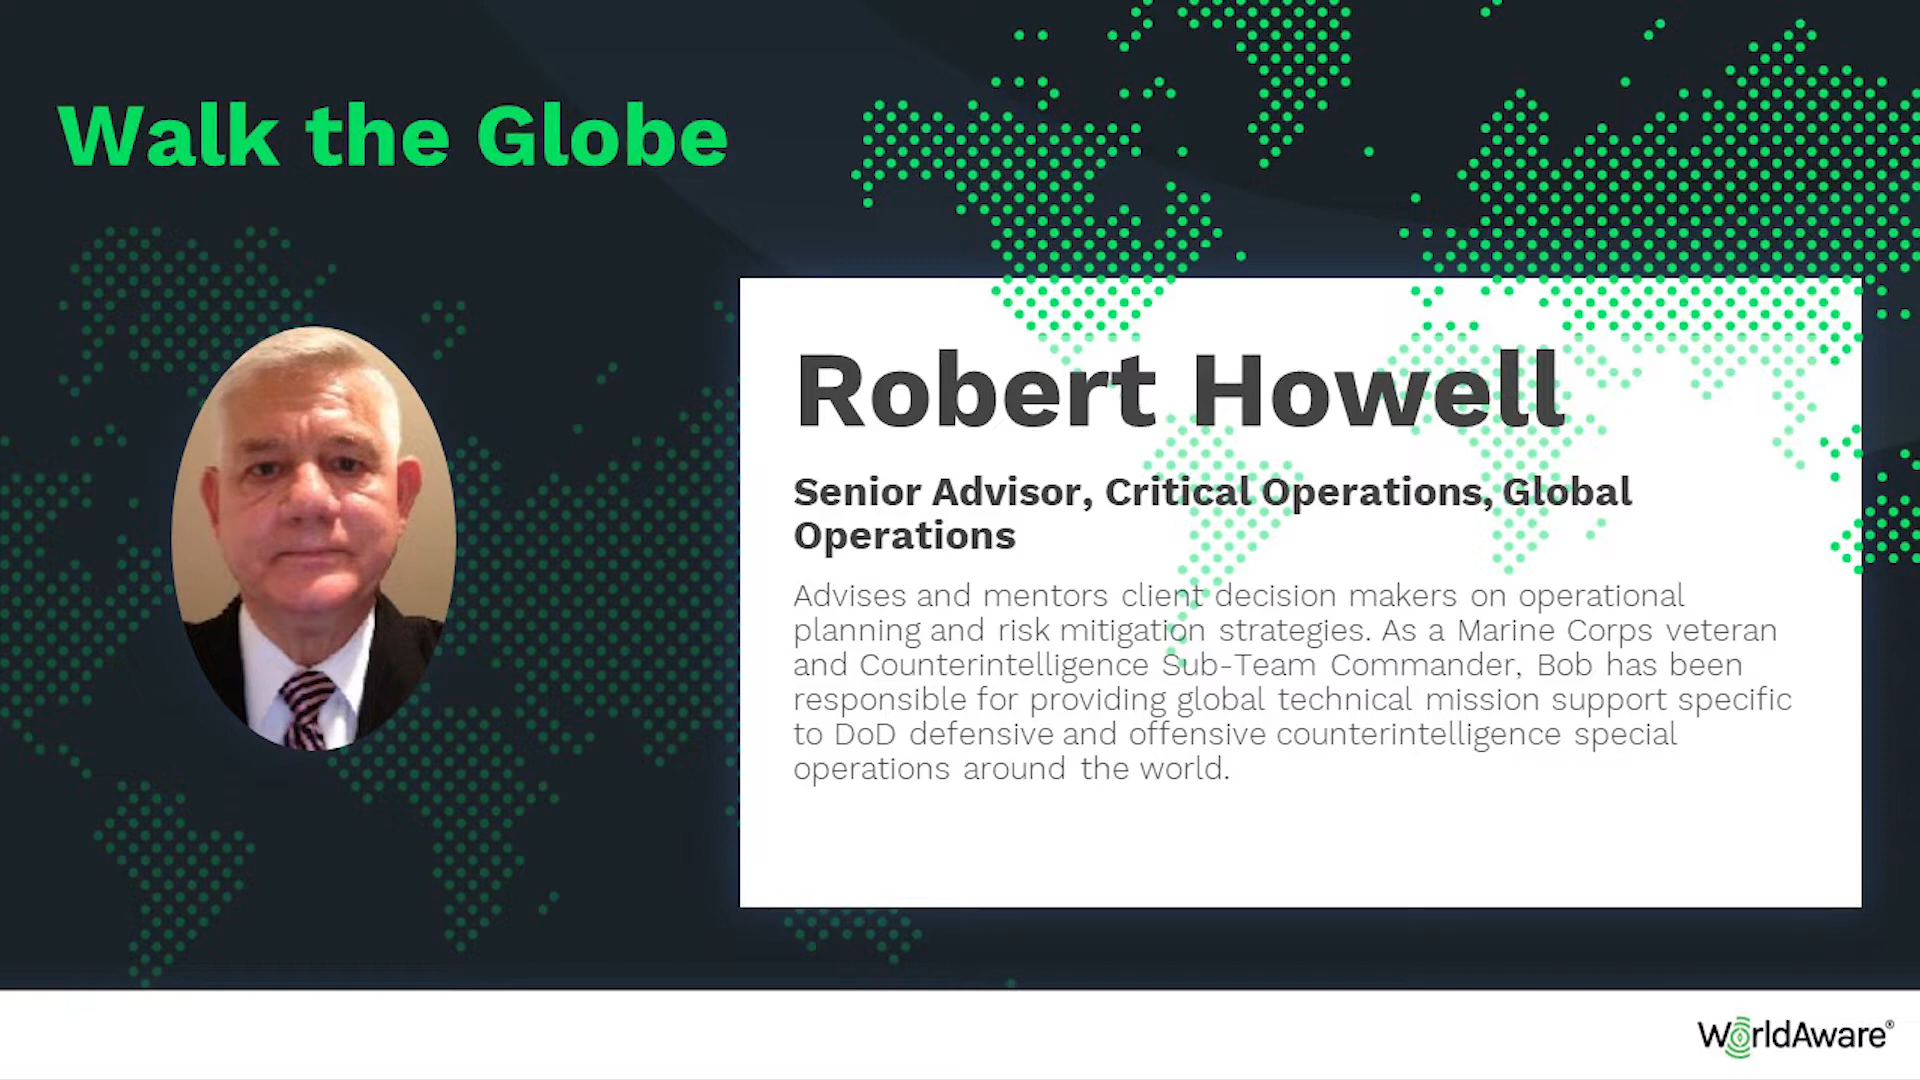 Walk the Globe
Robert Howell
Senior Advisor, Critical Operations, Global
Operations
Advises and mentors client decision makers on operational
planning and risk mitigation strategies. As a Marine Corps veteran
and Counterintelligence Sub-Team Commander, Bob has been
responsible for providing global technical mission support specific
to DoD defensive and offensive counterintelligence special
operations around the world.
WorldAware®